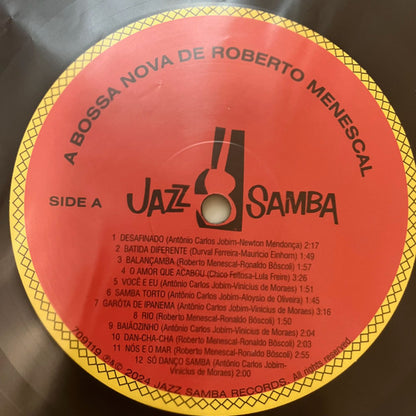 A BOSSA NOVA DE ROBERTO MENESCAL
SIDE A
JAZZ SAMBA
1 DESAFINADO (Antônio Carlos Jobim-Newton Mendonça) 2:17
2 BATIDA DIFERENTE (Durval Ferreira-Mauricio Einhorn) 1:49
3 BALANÇAMBA (Roberto Menescal-Ronaldo Bôscoli) 1:57
4 O AMOR QUE ACABOU (Chico Feitosa-Lula Freire) 3:26
5 VOCÊ E EU (Antônio Carlos Jobim-Vinicius de Moraes) 1:51
6 SAMBA TORTO (Antônio Carlos Jobim-Aloysio de Oliveira) 1:45
7 GARÔTA DE IPANEMA (Antônio Carlos Jobim-Vinicius de Moraes)
8 RIO (Roberto Menescal-Ronaldo Bôscoli) 1:50
9 BAIÃOZINHO (Antônio Carlos Jobim-Vinicius de Moraes) 2:04
10 DAN-CHA-CHA (Roberto Menescal-Ronaldo Bôscoli) 2:03
11 NÓS E O MAR (Roberto Menescal-Ronaldo Bôscoli) 2:55
12 SÓ DANÇO SAMBA (Antônio Carlos Jobim-
Vinicius de Moraes) 2:00
709119 ℗&© 2024 JAZZ SAMBA RECORDS. All rights reserved.